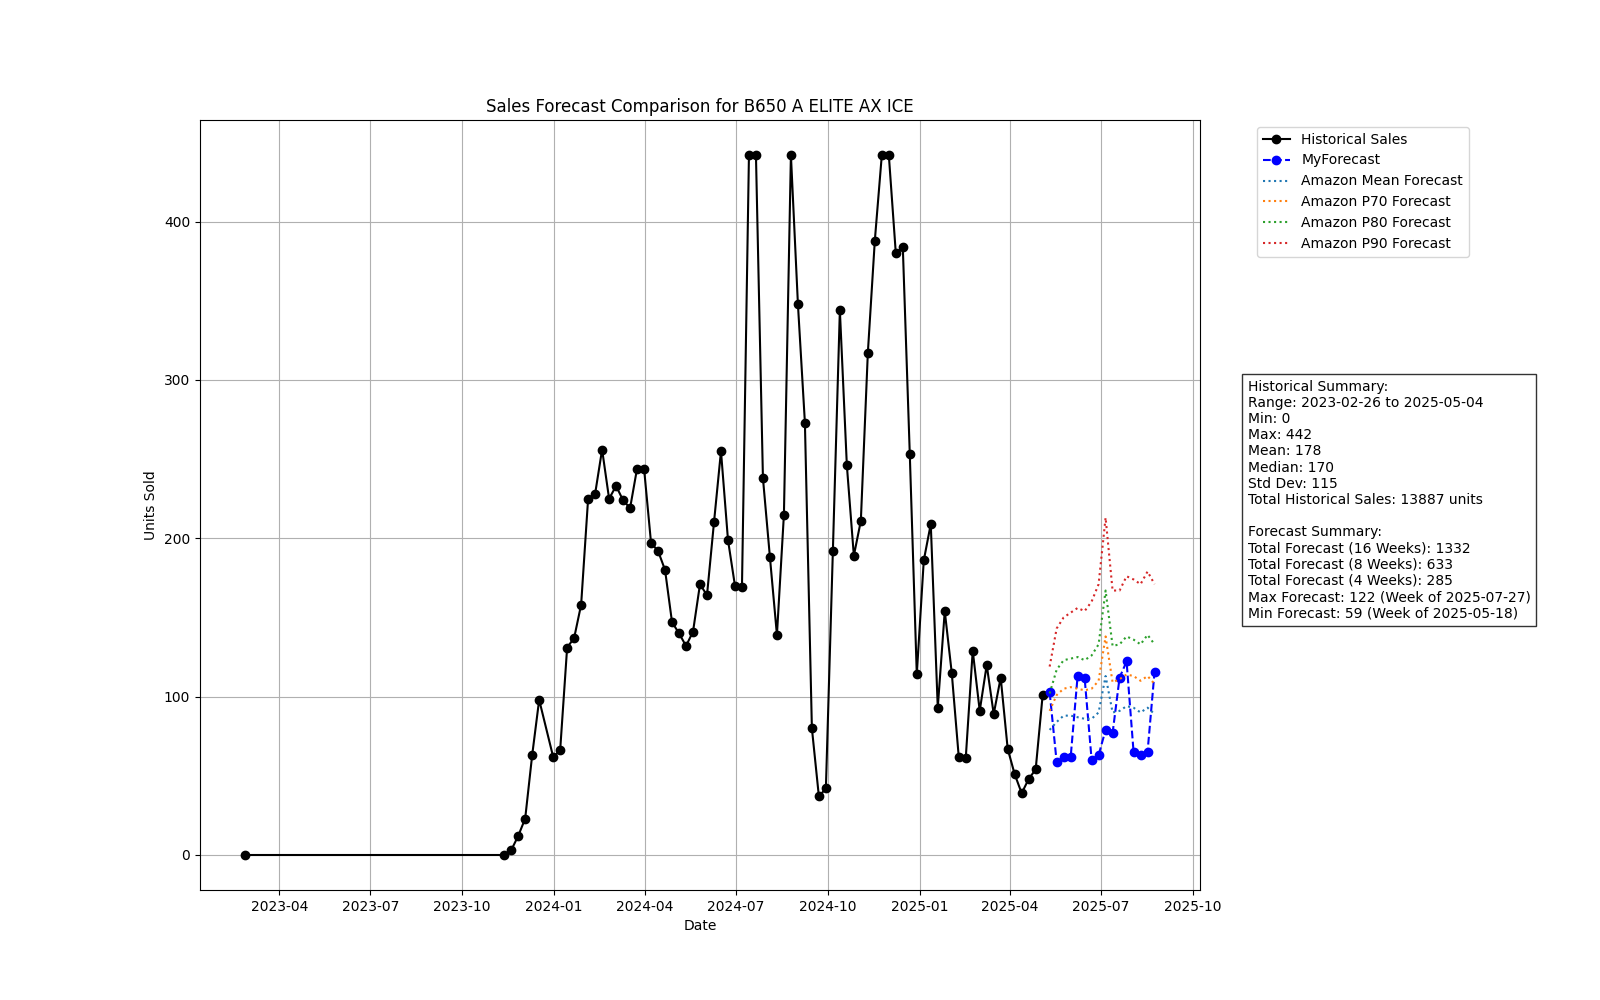 Sales Forecast Comparison for B650 A ELITE AX ICE
Units Sold
400
300
200
100
0
2023-04
2023-07
2023-10
2024-01
2024-04
2024-07
2024-10
2025-01
2025-04
2025-07
2025-10
Date
Historical Sales
MyForecast
Amazon Mean Forecast
Amazon P70 Forecast
Amazon P80 Forecast
Amazon P90 Forecast
Historical Summary:
Range: 2023-02-26 to 2025-05-04
Min: 0
Max: 442
Mean: 178
Median: 170
Std Dev: 115
Total Historical Sales: 13887 units
Forecast Summary:
Total Forecast (16 Weeks): 1332
Total Forecast (8 Weeks): 633
Total Forecast (4 Weeks): 285
Max Forecast: 122 (Week of 2025-07-27)
Min Forecast: 59 (Week of 2025-05-18)